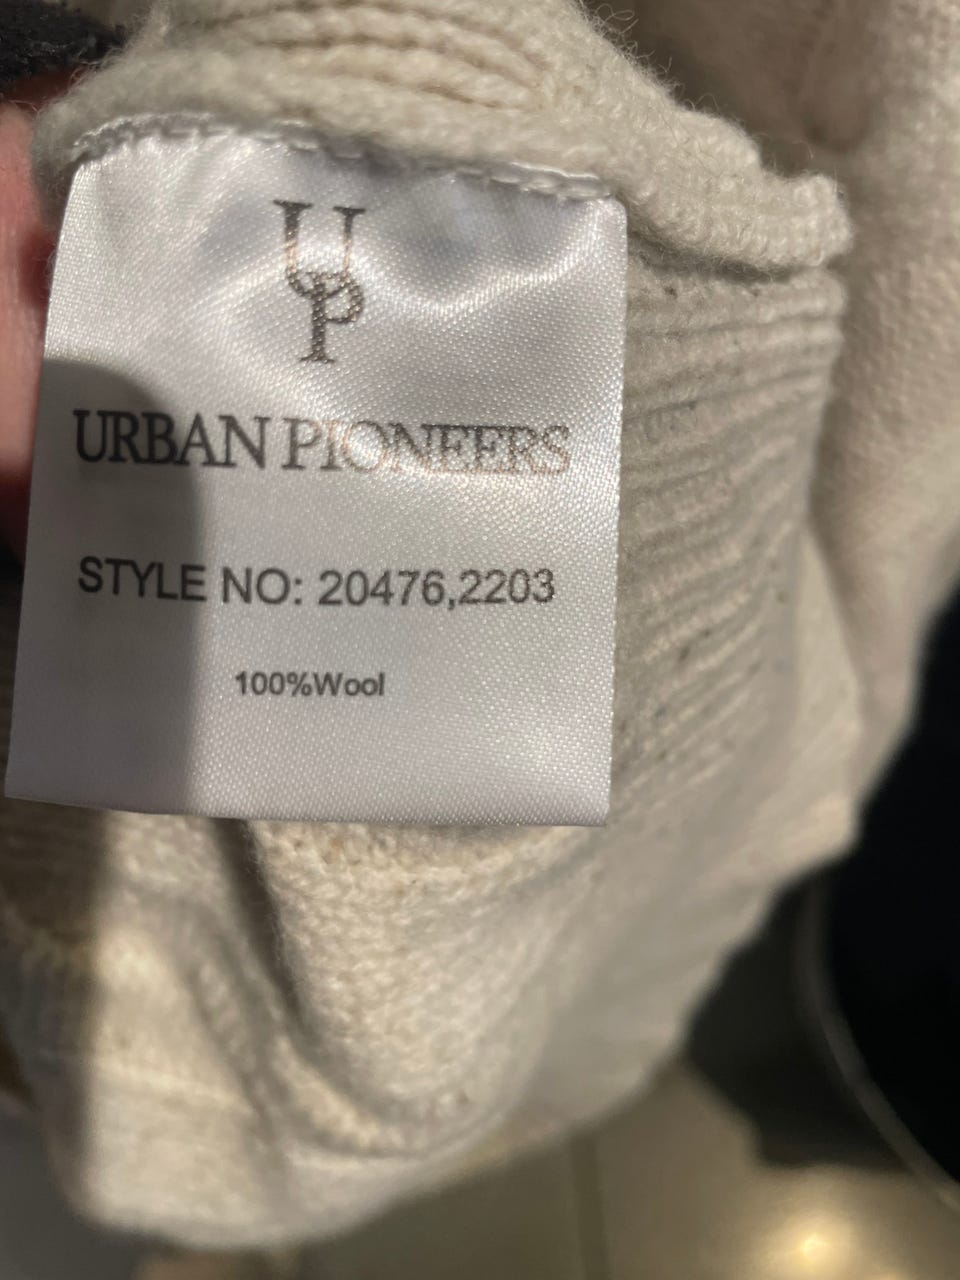 UP
URBAN PIONEERS
STYLE NO: 20476,2203
100%Wool